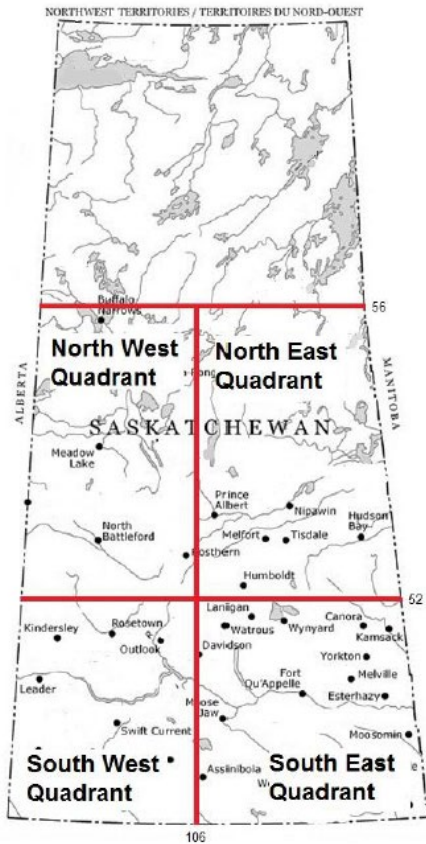 NORTHWEST TERRITORIES / TERRITOIRES DU NORD-OUEST
Buffalo
Narrows
56
North West
Quadrant
North East
Quadrant
ALBERTA
MANITOBA
SASKATCHEWAN
Meadow
Lake
Prince
Albert
Nipawin
North
Battleford
Melfort
Tisdale
Hudson
Bay
Humboldt
52
Lanigan
Kindersley
Rosetown
Watrous
Wynyard
Canora
Kamsack
Outlook
Davidson
Yorkton
Leader
Fort
Qu'Appelle
Melville
Esterhazy
Moose
Jaw
Swift Current
Moosomin
South West
Quadrant
Assiniboia
South East
Quadrant
106